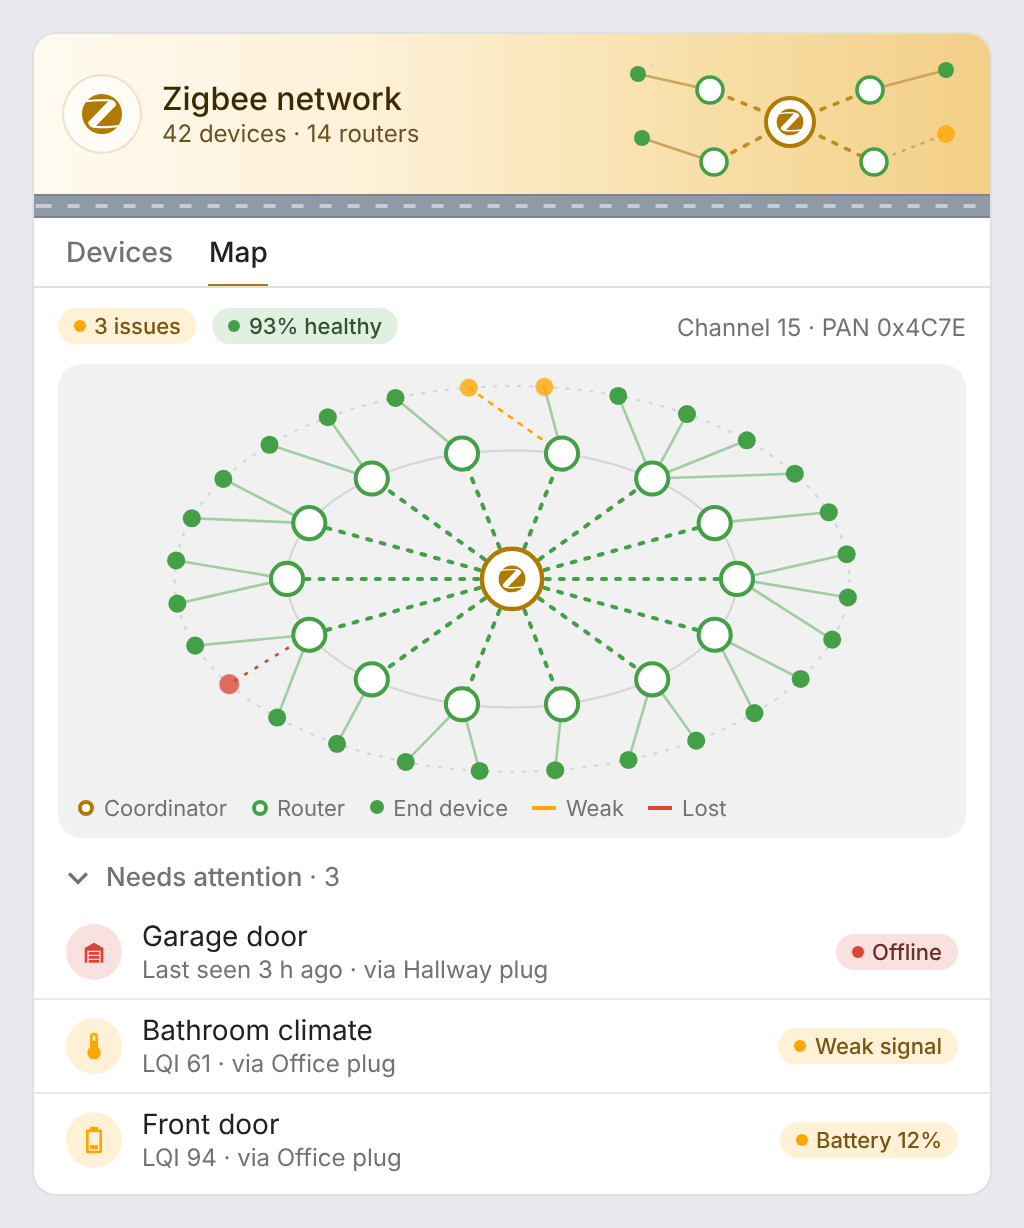 Zigbee network
42 devices · 14 routers
Devices Map
3 issues 93% healthy Channel 15 · PAN 0x4C7E
Coordinator Router End device Weak Lost
Needs attention · 3
Garage door
Last seen 3 h ago · via Hallway plug
Offline
Bathroom climate
LQI 61 · via Office plug
Weak signal
Front door
LQI 94 · via Office plug
Battery 12%